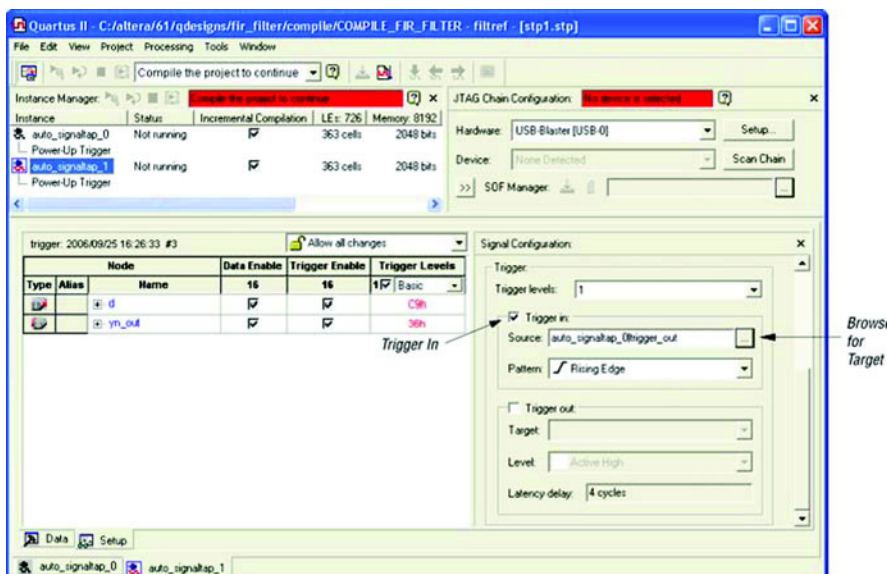 Quartus II - C:/altera/61/qdesigns/fir_filter/compile/COMPILE_FIR_FILTER - filtref - [stp1.stp]
File Edit View Project Processing Tools Window
Compile the project to continue
Instance Manager: Compile the project to continue
JTAG Chain Configuration: No device is selected
Instance Status Incremental Compilation LEs: 726 Memory: 8192
auto_signaltap_0 Not running 363 cells 2048 bits
Power-Up Trigger
auto_signaltap_1 Not running 363 cells 2048 bits
Power-Up Trigger
Hardware: USB-Blaster [USB-0] Setup...
Device: None Detected Scan Chain
>> SOF Manager: ...
trigger: 2006/09/25 16:26:33 #3 Allow all changes
Node Data Enable Trigger Enable Trigger Levels
Type Alias Name 16 16 1 Basic
d C9h
yn_out 36h
Signal Configuration:
Trigger:
Trigger levels: 1
Trigger in:
Source: auto_signaltap_0|trigger_out ...
Pattern: Rising Edge
Trigger out:
Target:
Level: Active High
Latency delay: 4 cycles
Trigger In
Browse
for
Target
Data Setup
auto_signaltap_0 auto_signaltap_1